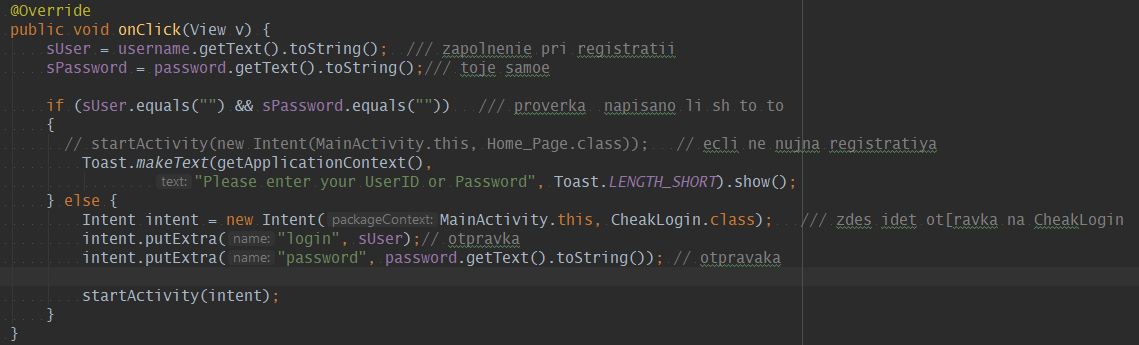 @Override
public void onClick(View v) {
sUser = username.getText().toString();  /// zapolnenie pri registratii
sPassword = password.getText().toString();/// toje samoe
if (sUser.equals("") && sPassword.equals(""))   /// proverka  napisano li sh to to
{
// startActivity(new Intent(MainActivity.this, Home_Page.class));   // ecli ne nujna registratiya
Toast.makeText(getApplicationContext(),
text: "Please enter your UserID or Password", Toast.LENGTH_SHORT).show();
} else {
Intent intent = new Intent( packageContext: MainActivity.this, CheakLogin.class);   /// zdes idet ot[ravka na CheakLogin
intent.putExtra( name: "login", sUser);// otpravka
intent.putExtra( name: "password", password.getText().toString()); // otpravaka
startActivity(intent);
}
}